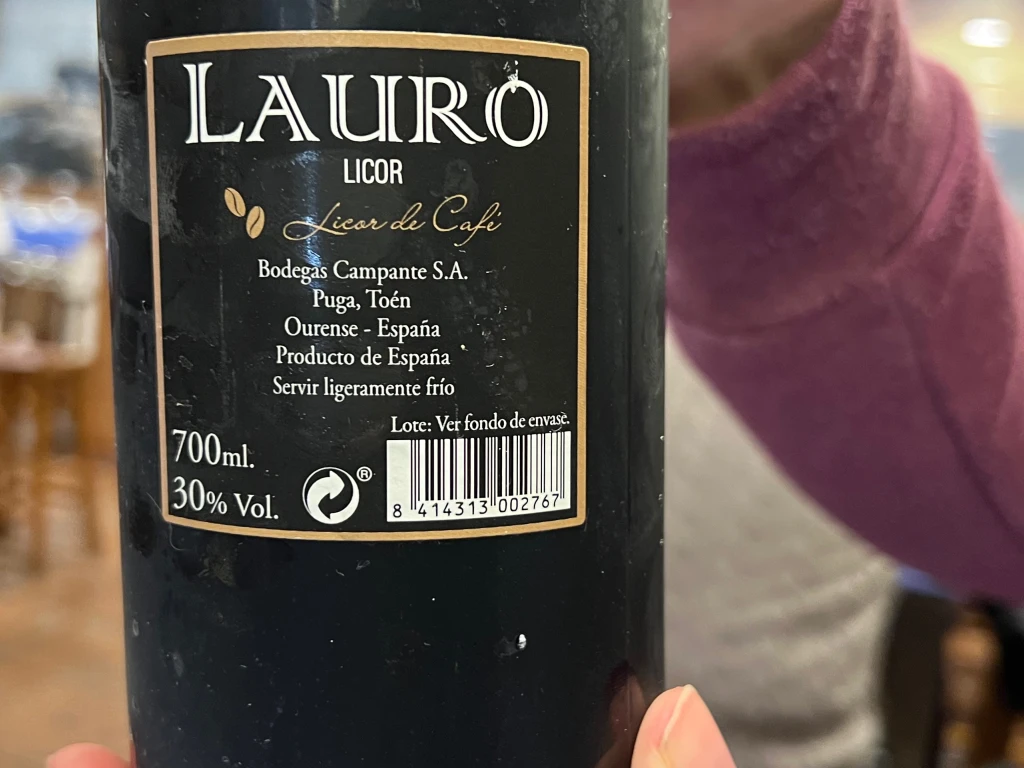 LAURO
LICOR
Licor de Café
Bodegas Campante S.A.
Puga, Toén
Ourense - España
Producto de España
Servir ligeramente frío
Lote: Ver fondo de envase.
700ml.
30% Vol.
®
8 414313 002767